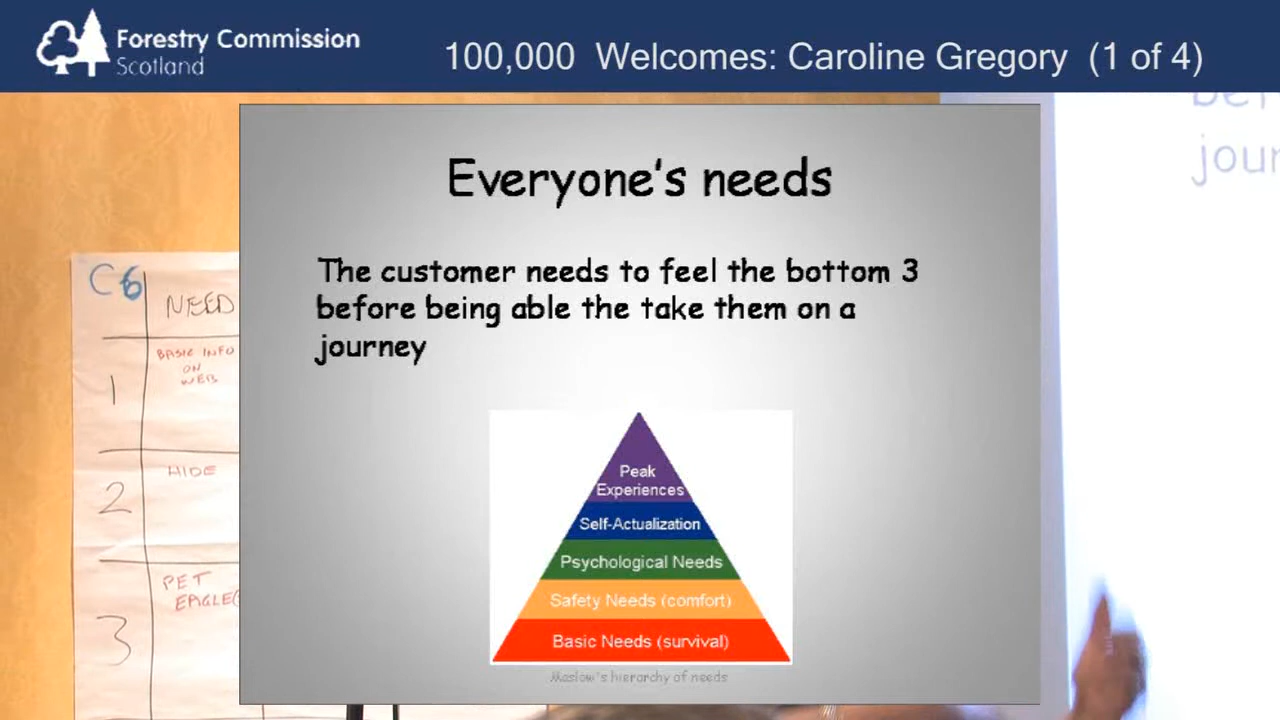 Forestry Commission
Scotland
100,000 Welcomes: Caroline Gregory (1 of 4)
Everyone's needs
The customer needs to feel the bottom 3
before being able the take them on a
journey
Peak
Experiences
Self-Actualization
Psychological Needs
Safety Needs (comfort)
Basic Needs (survival)
Maslow's hierarchy of needs
C6
NEED
1
BASIC INFO
ON
WEB
2
HIDE
3
PET
EAGLE(
jour